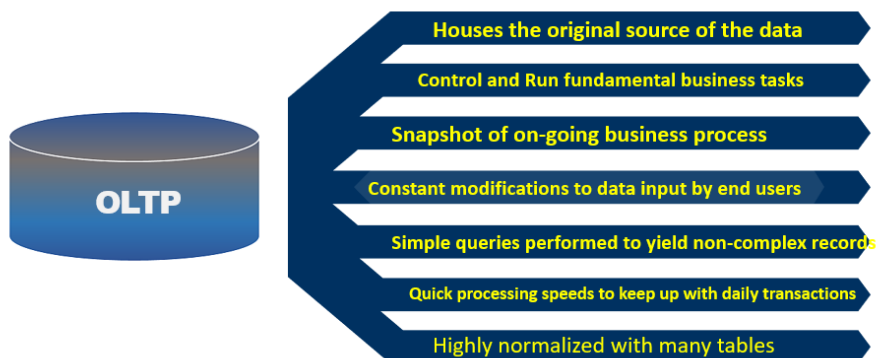 Houses the original source of the data
Control and Run fundamental business tasks
Snapshot of on-going business process
OLTP
Constant modifications to data input by end users
Simple queries performed to yield non-complex records
Quick processing speeds to keep up with daily transactions
Highly normalized with many tables